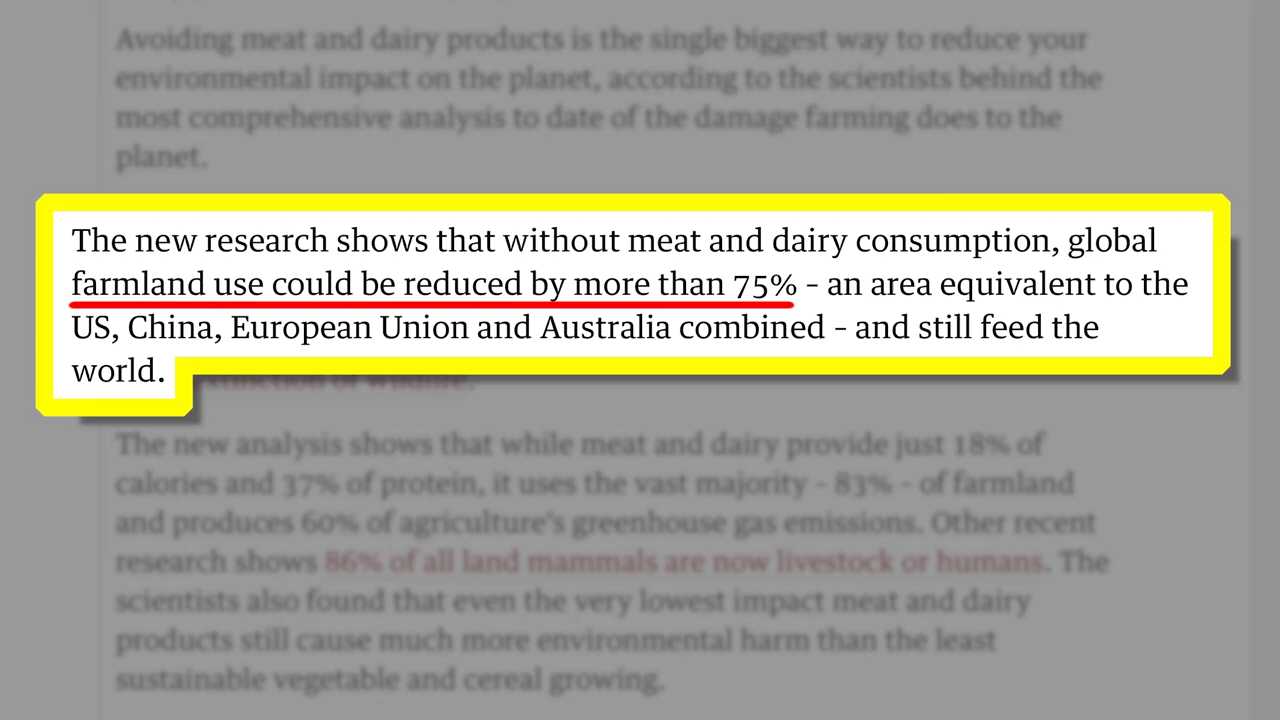 Avoiding meat and dairy products is the single biggest way to reduce your
environmental impact on the planet, according to the scientists behind the
most comprehensive analysis to date of the damage farming does to the
planet.
The new research shows that without meat and dairy consumption, global
farmland use could be reduced by more than 75% – an area equivalent to the
US, China, European Union and Australia combined – and still feed the
world.
extinction of wildlife.
The new analysis shows that while meat and dairy provide just 18% of
calories and 37% of protein, it uses the vast majority – 83% – of farmland
and produces 60% of agriculture's greenhouse gas emissions. Other recent
research shows 86% of all land mammals are now livestock or humans. The
scientists also found that even the very lowest impact meat and dairy
products still cause much more environmental harm than the least
sustainable vegetable and cereal growing.